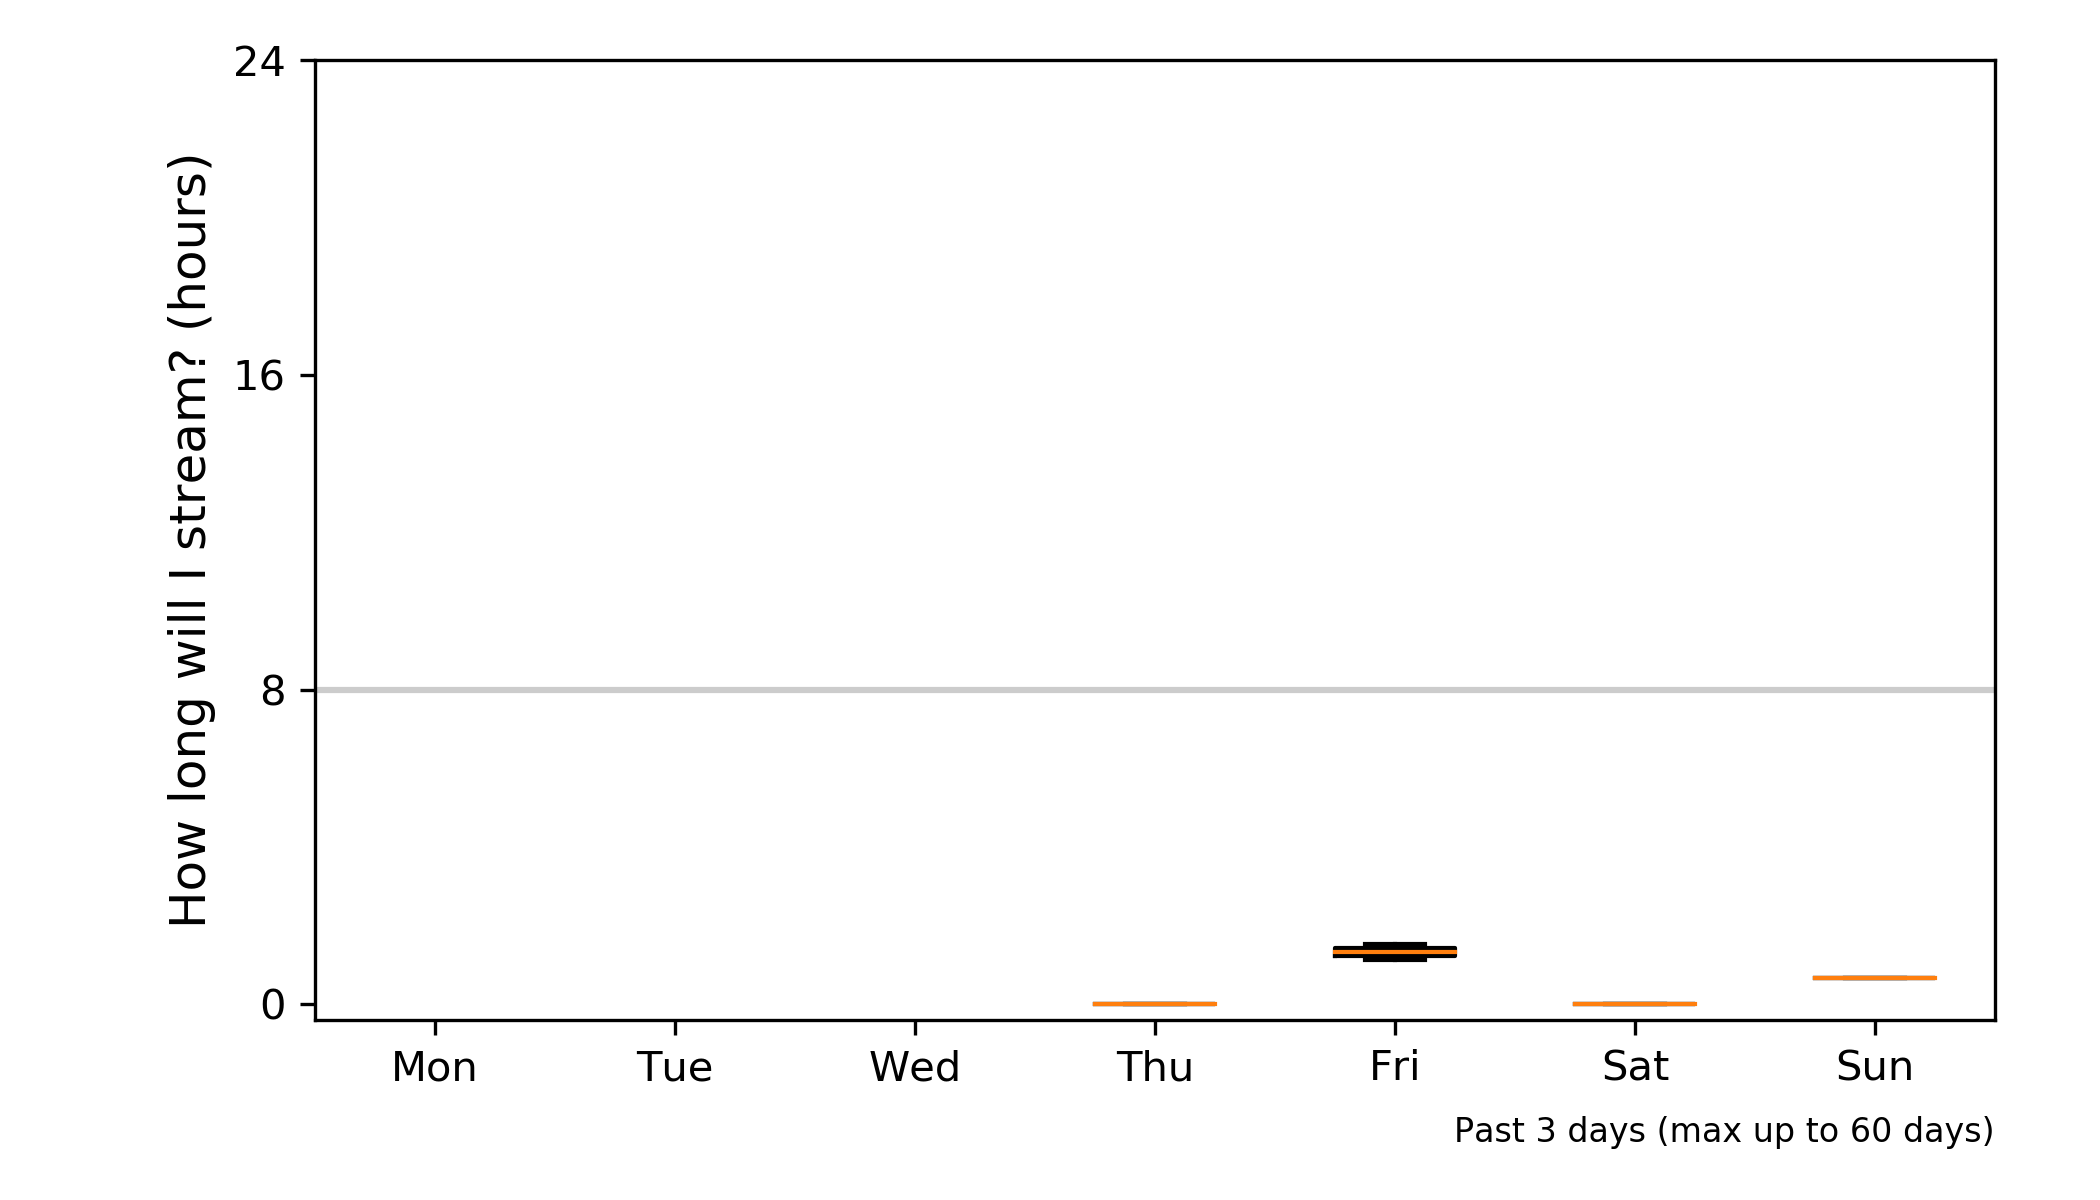 How long will I stream? (hours)
24
16
8
0
Mon Tue Wed Thu Fri Sat Sun
Past 3 days (max up to 60 days)